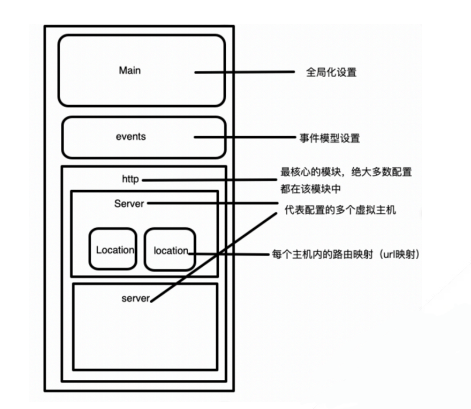 Main
全局化设置
events
事件模型设置
http
最核心的模块，绝大多数配置
都在该模块中
Server
代表配置的多个虚拟主机
Location
location
每个主机内的路由映射（url映射）
server